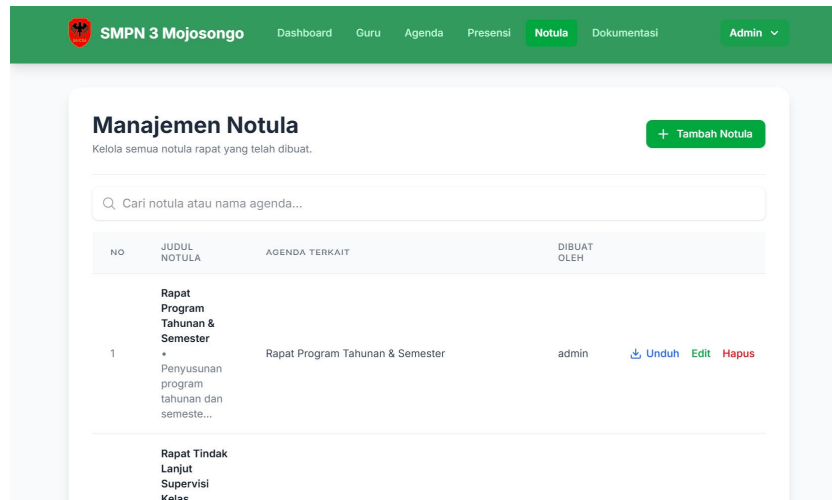 SMPN 3 Mojosongo
Dashboard Guru Agenda Presensi Notula Dokumentasi Admin
Manajemen Notula
Kelola semua notula rapat yang telah dibuat.
+ Tambah Notula
Cari notula atau nama agenda...
NO JUDUL NOTULA AGENDA TERKAIT DIBUAT OLEH
1
Rapat
Program
Tahunan &
Semester
•
Penyusunan
program
tahunan dan
semeste...
Rapat Program Tahunan & Semester
admin
Unduh Edit Hapus
Rapat Tindak
Lanjut
Supervisi
Kelas